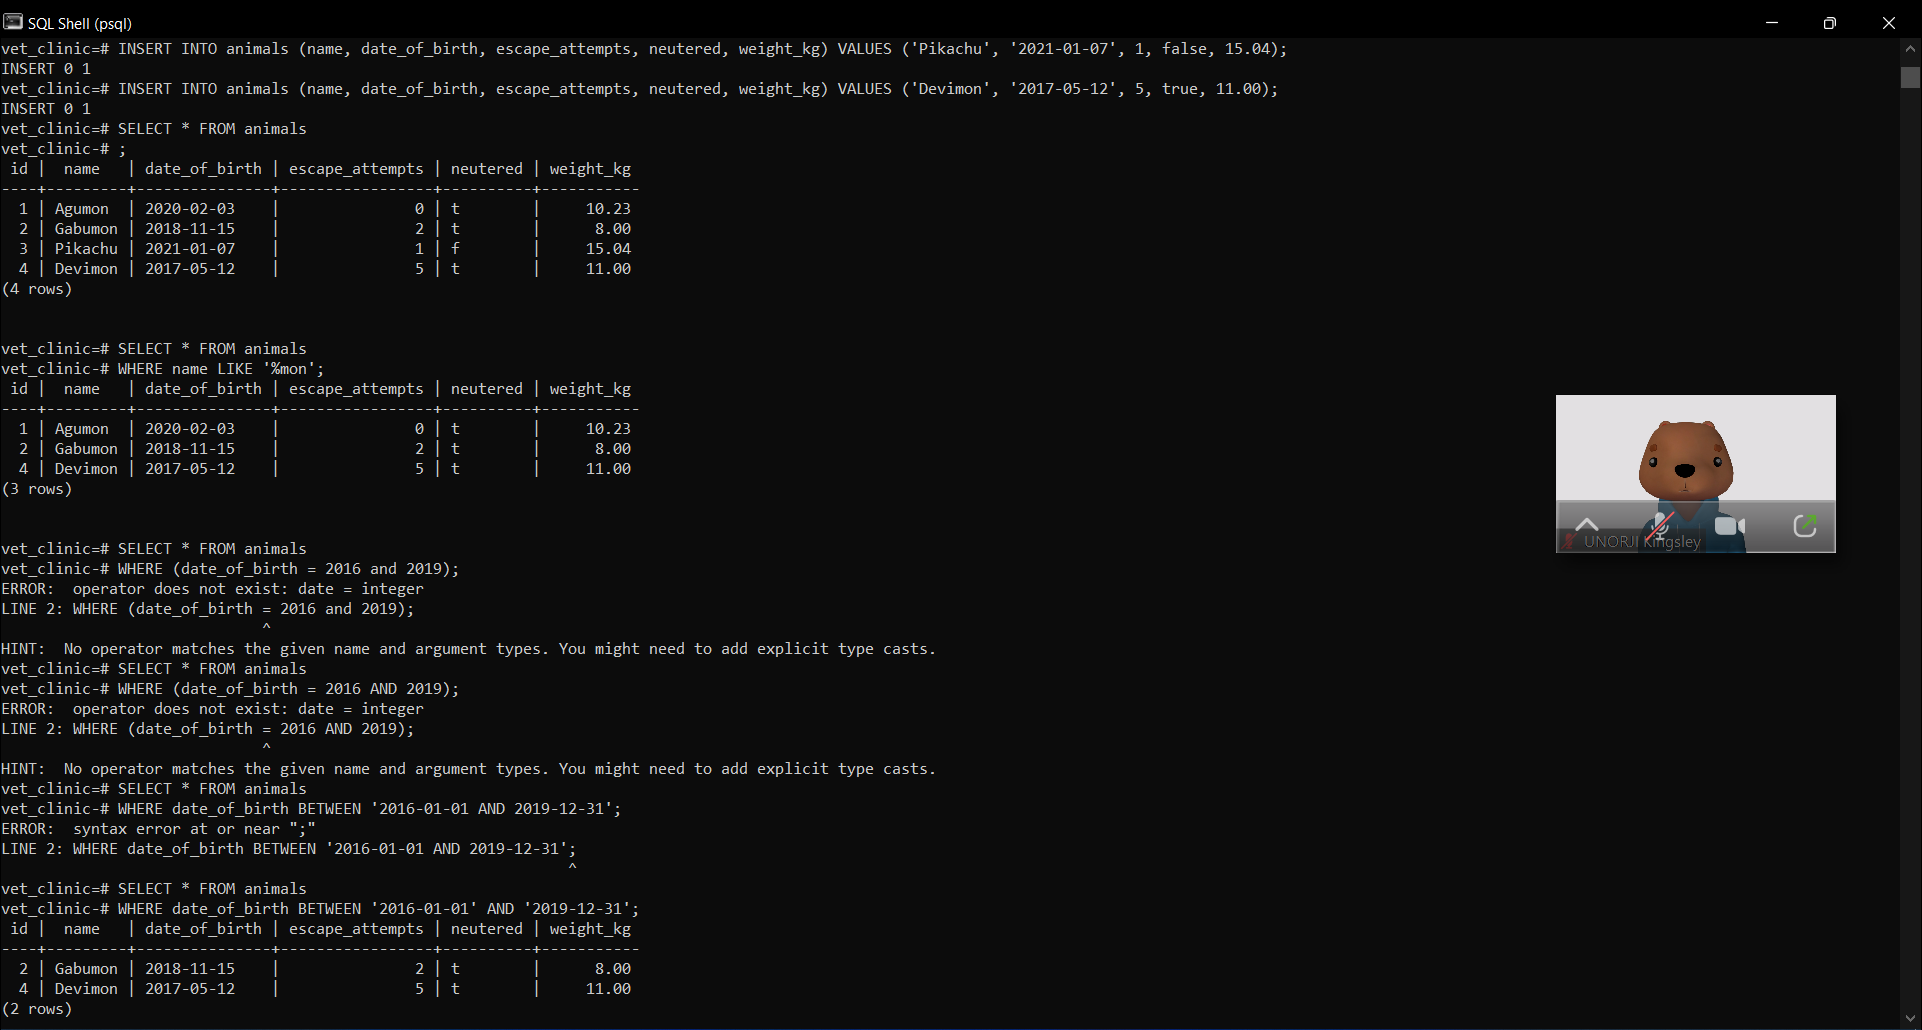 SQL Shell (psql)
vet_clinic=# INSERT INTO animals (name, date_of_birth, escape_attempts, neutered, weight_kg) VALUES ('Pikachu', '2021-01-07', 1, false, 15.04);
INSERT 0 1
vet_clinic=# INSERT INTO animals (name, date_of_birth, escape_attempts, neutered, weight_kg) VALUES ('Devimon', '2017-05-12', 5, true, 11.00);
INSERT 0 1
vet_clinic=# SELECT * FROM animals
vet_clinic-# ;
 id |  name   | date_of_birth | escape_attempts | neutered | weight_kg
----+---------+---------------+-----------------+----------+-----------
  1 | Agumon  | 2020-02-03    |               0 | t        |     10.23
  2 | Gabumon | 2018-11-15    |               2 | t        |      8.00
  3 | Pikachu | 2021-01-07    |               1 | f        |     15.04
  4 | Devimon | 2017-05-12    |               5 | t        |     11.00
(4 rows)
vet_clinic=# SELECT * FROM animals
vet_clinic-# WHERE name LIKE '%mon';
 id |  name   | date_of_birth | escape_attempts | neutered | weight_kg
----+---------+---------------+-----------------+----------+-----------
  1 | Agumon  | 2020-02-03    |               0 | t        |     10.23
  2 | Gabumon | 2018-11-15    |               2 | t        |      8.00
  4 | Devimon | 2017-05-12    |               5 | t        |     11.00
(3 rows)
vet_clinic=# SELECT * FROM animals
vet_clinic-# WHERE (date_of_birth = 2016 and 2019);
ERROR:  operator does not exist: date = integer
LINE 2: WHERE (date_of_birth = 2016 and 2019);
                             ^
HINT:  No operator matches the given name and argument types. You might need to add explicit type casts.
vet_clinic=# SELECT * FROM animals
vet_clinic-# WHERE (date_of_birth = 2016 AND 2019);
ERROR:  operator does not exist: date = integer
LINE 2: WHERE (date_of_birth = 2016 AND 2019);
                             ^
HINT:  No operator matches the given name and argument types. You might need to add explicit type casts.
vet_clinic=# SELECT * FROM animals
vet_clinic-# WHERE date_of_birth BETWEEN '2016-01-01 AND 2019-12-31';
ERROR:  syntax error at or near ";"
LINE 2: WHERE date_of_birth BETWEEN '2016-01-01 AND 2019-12-31';
                                                               ^
vet_clinic=# SELECT * FROM animals
vet_clinic-# WHERE date_of_birth BETWEEN '2016-01-01' AND '2019-12-31';
 id |  name   | date_of_birth | escape_attempts | neutered | weight_kg
----+---------+---------------+-----------------+----------+-----------
  2 | Gabumon | 2018-11-15    |               2 | t        |      8.00
  4 | Devimon | 2017-05-12    |               5 | t        |     11.00
(2 rows)
UNORJI Kingsley